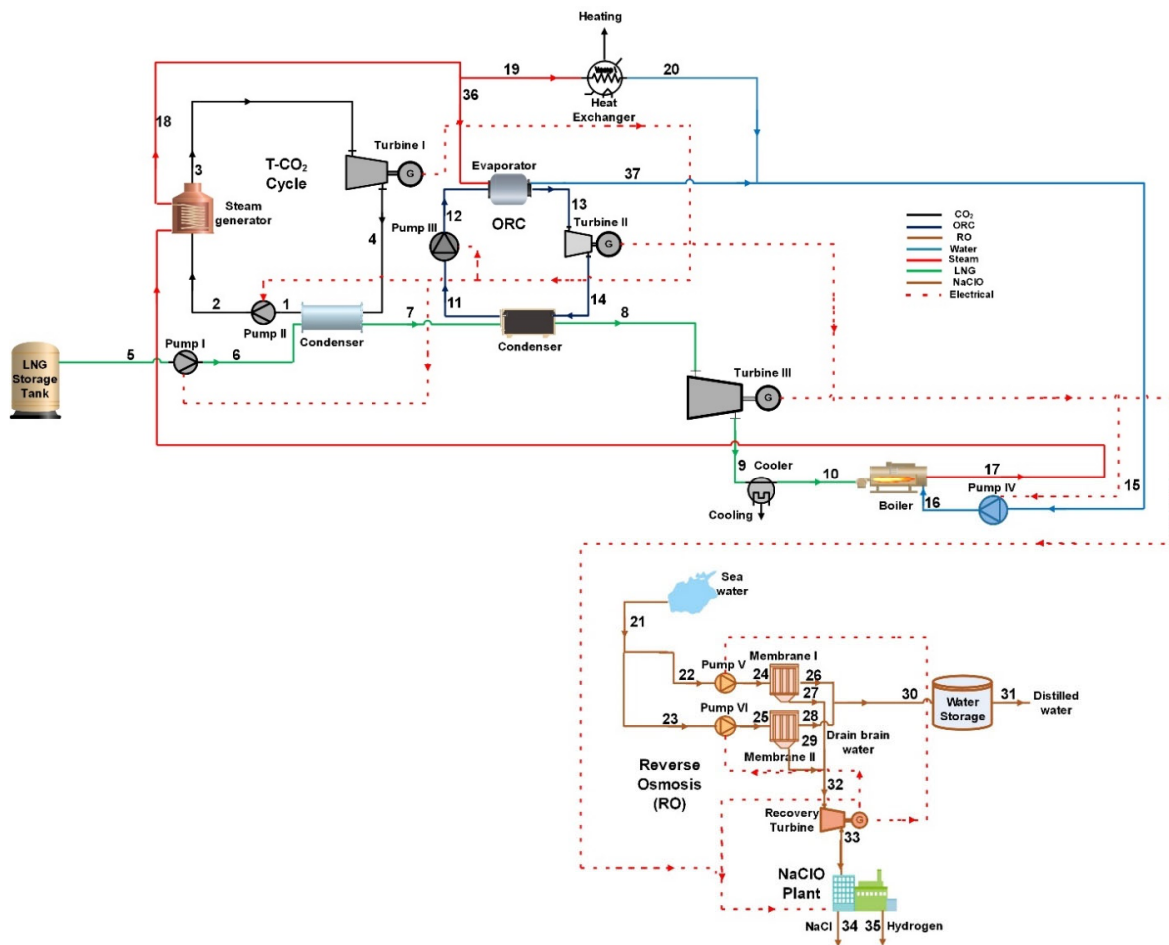 Heating
19
20
36
Heat
Exchanger
18
Turbine I
G
3
T-CO₂
Cycle
Evaporator
37
Steam
generator
12
13
ORC
Pump III
Turbine II
G
4
CO₂
ORC
RO
Water
Steam
LNG
NaClO
Electrical
11
14
2
1
7
8
Pump II
Condenser
Condenser
Pump I
5
6
LNG
Storage
Tank
Turbine III
G
9
Cooler
10
17
15
Pump IV
Boiler
16
Cooling
Sea
water
21
Pump V
Membrane I
22
24
26
27
30
31
Distilled
water
Water
Storage
Pump VI
23
25
28
29
Drain brain
water
Membrane II
Reverse
Osmosis
(RO)
32
Recovery
Turbine
G
33
NaClO
Plant
NaCl
34
35
Hydrogen